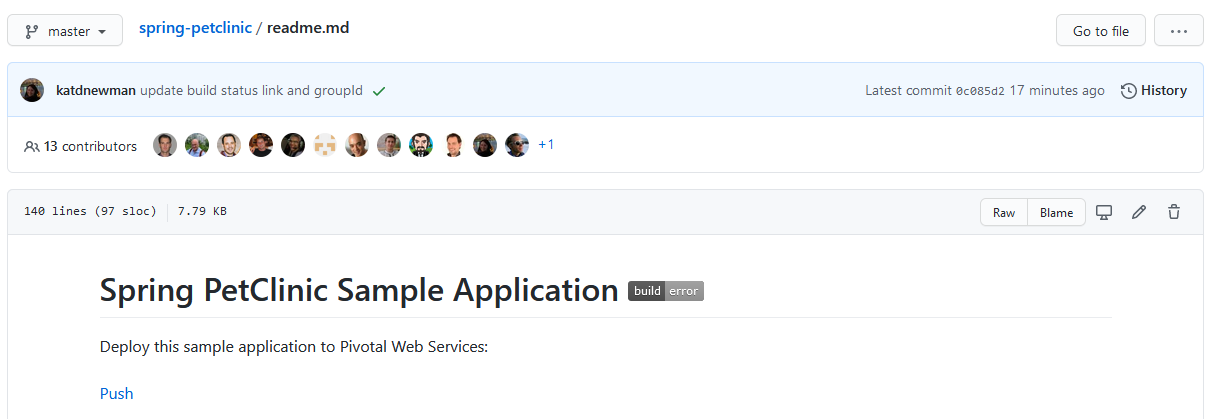 master spring-petclinic / readme.md Go to file ...
katdnewman update build status link and groupId Latest commit 0c085d2 17 minutes ago History
13 contributors +1
140 lines (97 sloc) 7.79 KB Raw Blame
Spring PetClinic Sample Application build error
Deploy this sample application to Pivotal Web Services:
Push